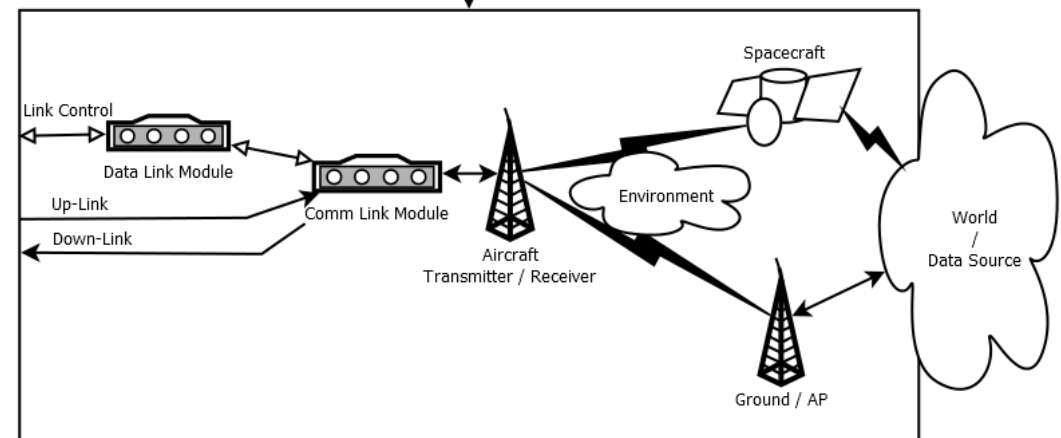 Spacecraft
Link Control
Data Link Module
Environment
Up-Link
Comm Link Module
World
/
Data Source
Down-Link
Aircraft
Transmitter / Receiver
Ground / AP